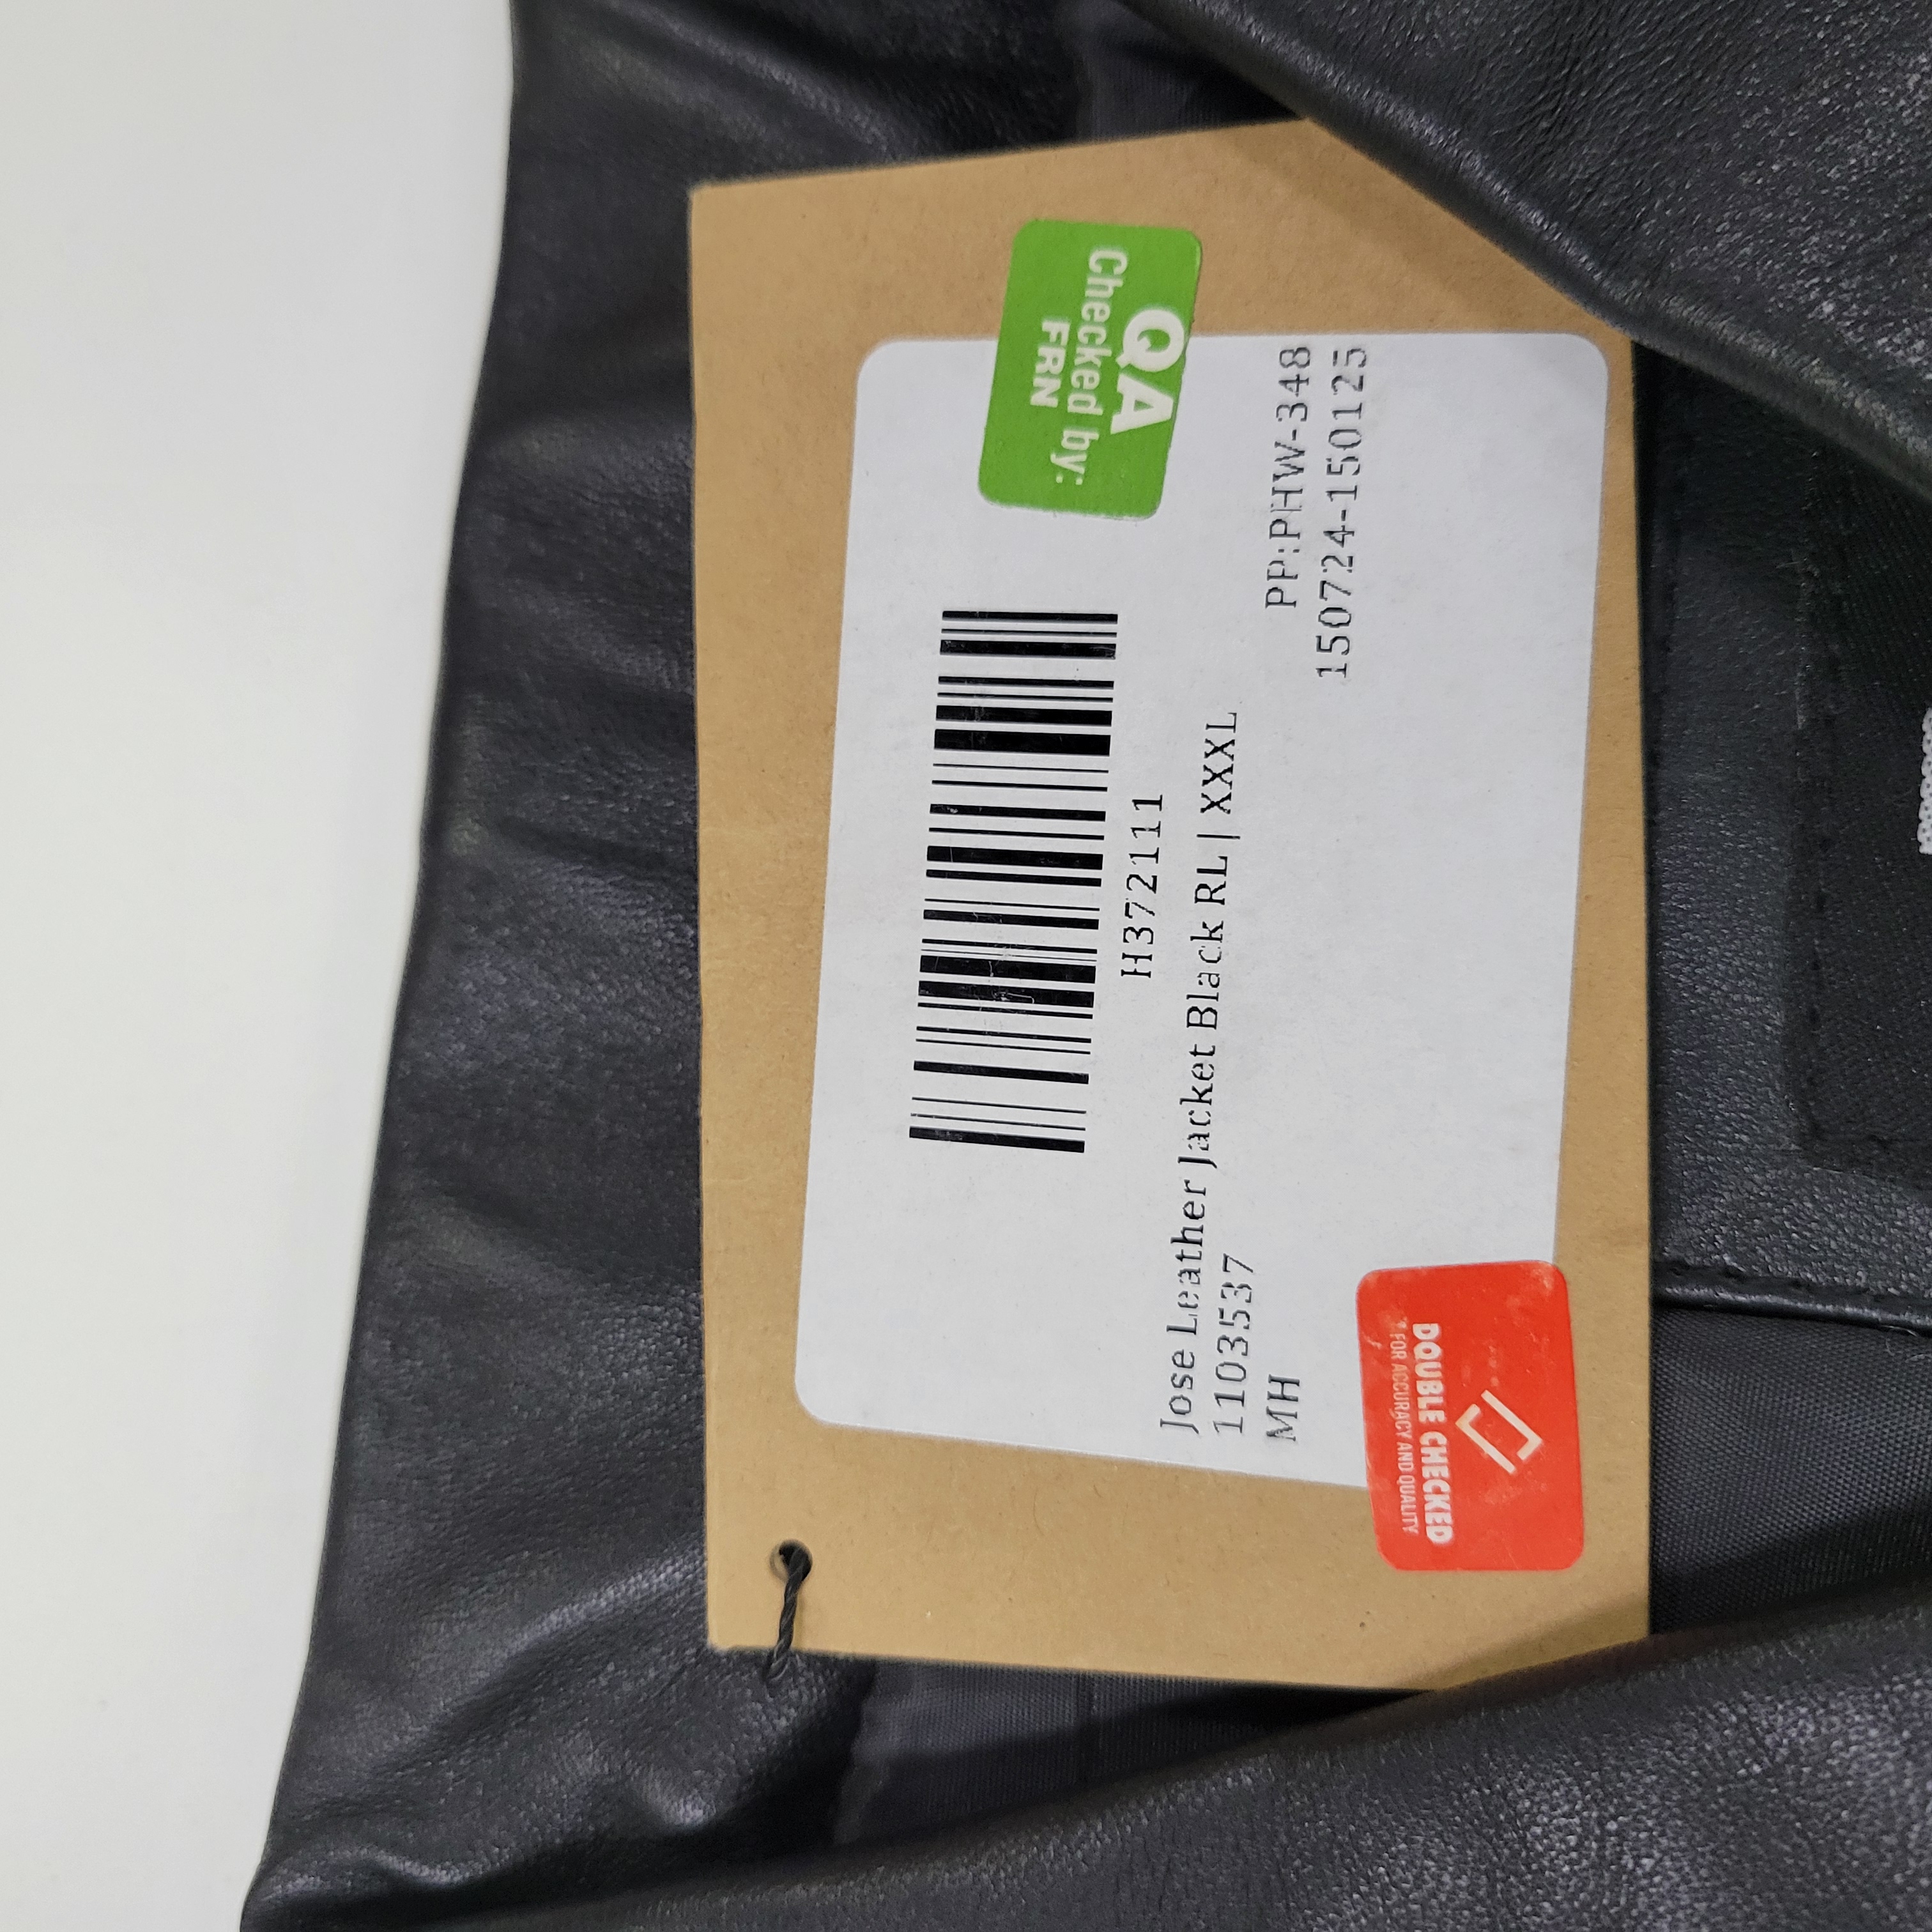 H372111
Jose Leather Jacket Black RL | XXXL
1103537
MH
PP:PHW-348
150724-150125
QA
Checked by:
FRN
DOUBLE CHECKED
FOR ACCURACY AND QUALITY